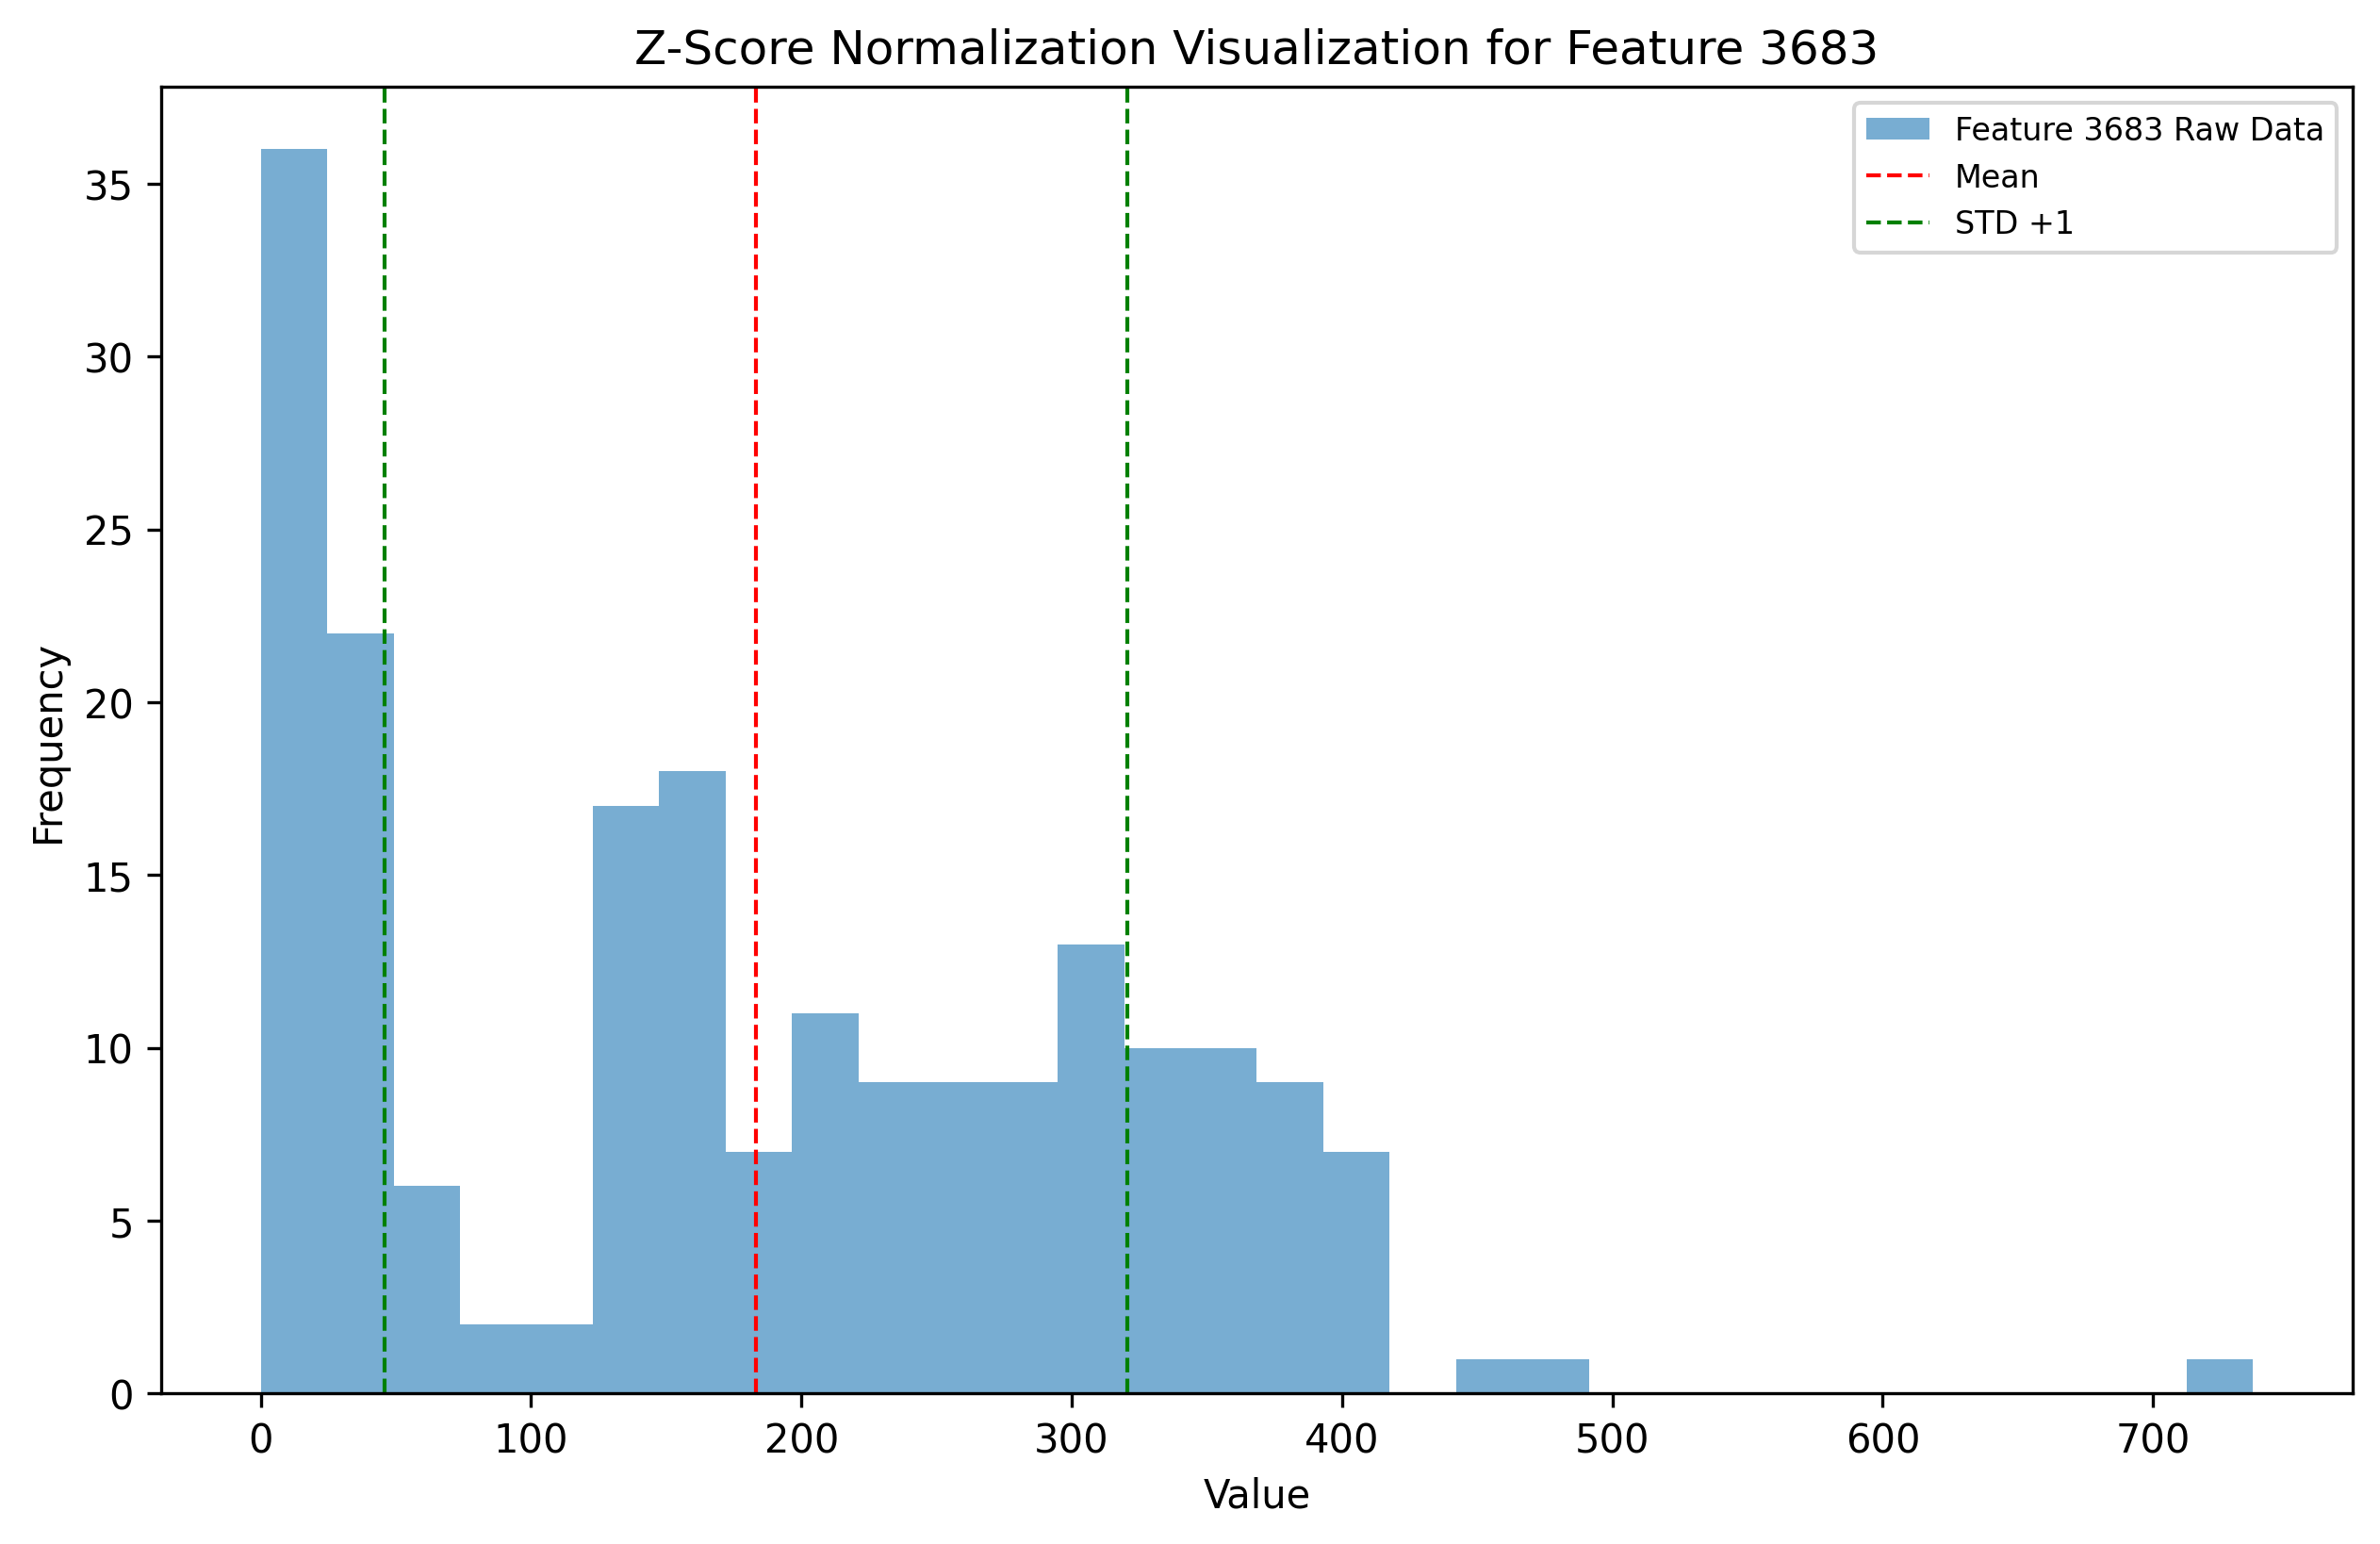 Z-Score Normalization Visualization for Feature 3683
Feature 3683 Raw Data
Mean
STD +1
Frequency
35
30
25
20
15
10
5
0
0 100 200 300 400 500 600 700
Value